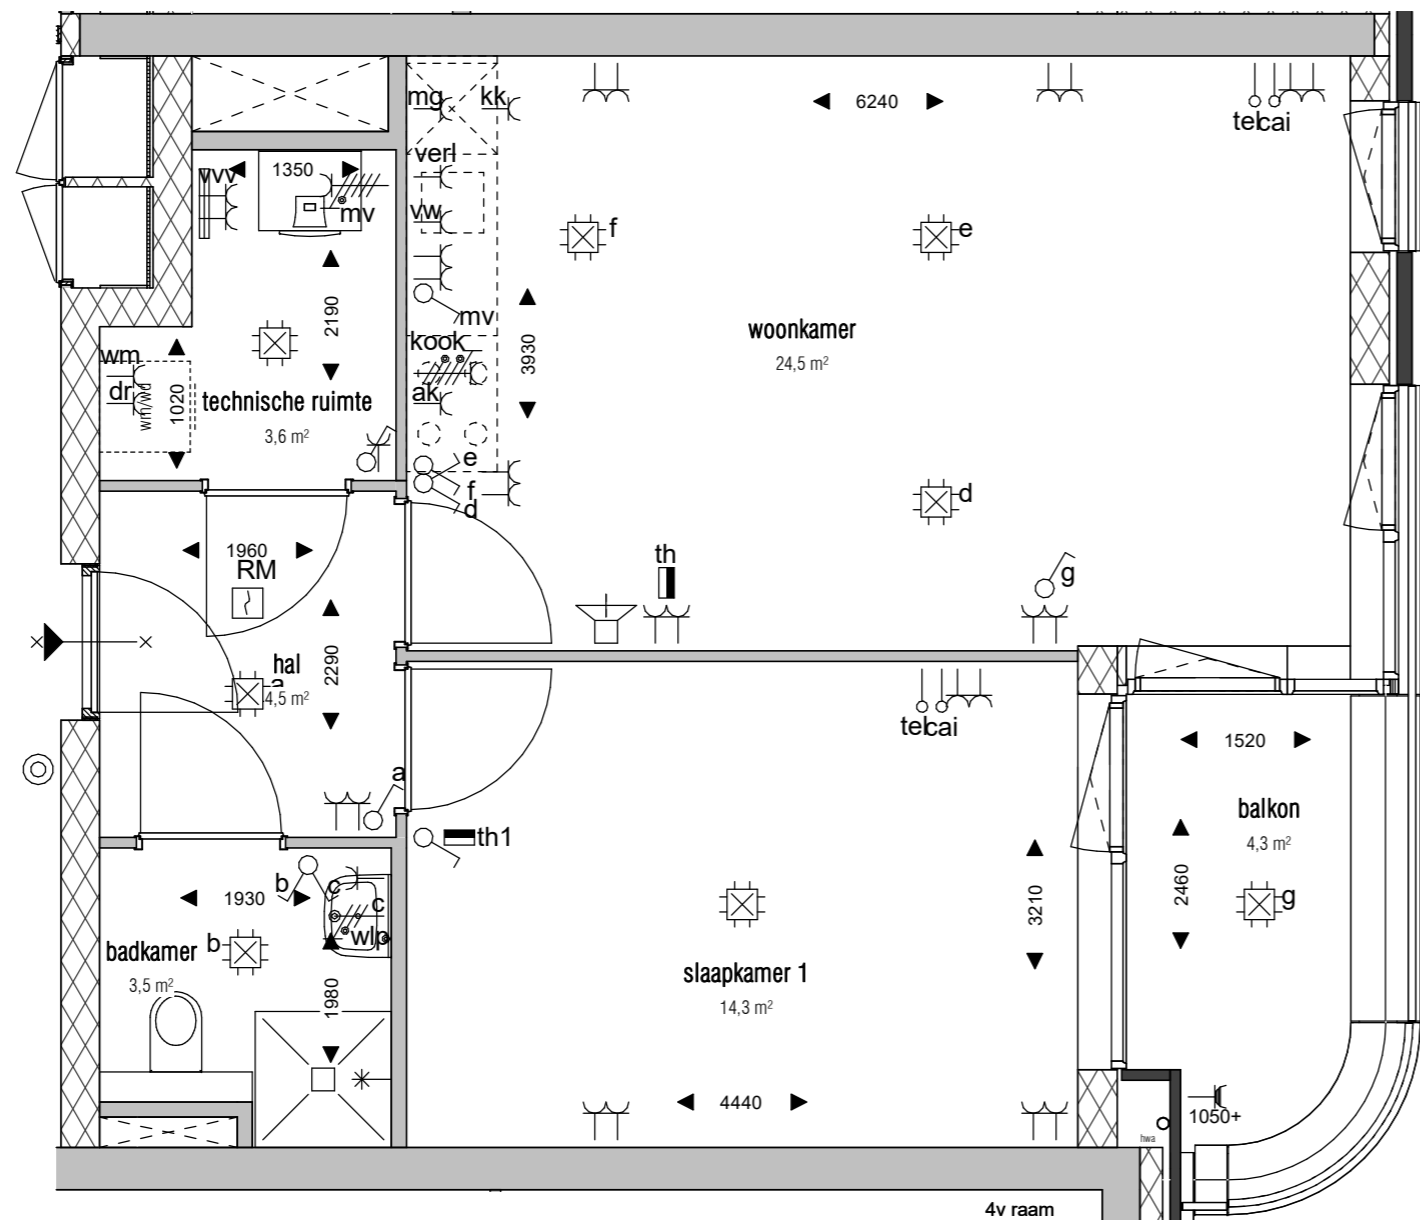 mg
kk
6240
tel
cai
verl
1350
vvv
mv
vw
f
e
2190
mv
3930
woonkamer
24,5 m²
wm
kook
dr
wm/wd
1020
technische ruimte
3,6 m²
ak
e
f
d
d
1960
RM
th
g
hal
a
4,5 m²
2290
tel
cai
1520
a
balkon
4,3 m²
th1
b
c
1930
c
wlp
3210
2460
g
badkamer
b
3,5 m²
1980
slaapkamer 1
14,3 m²
4440
1050+
hwa
4v raam